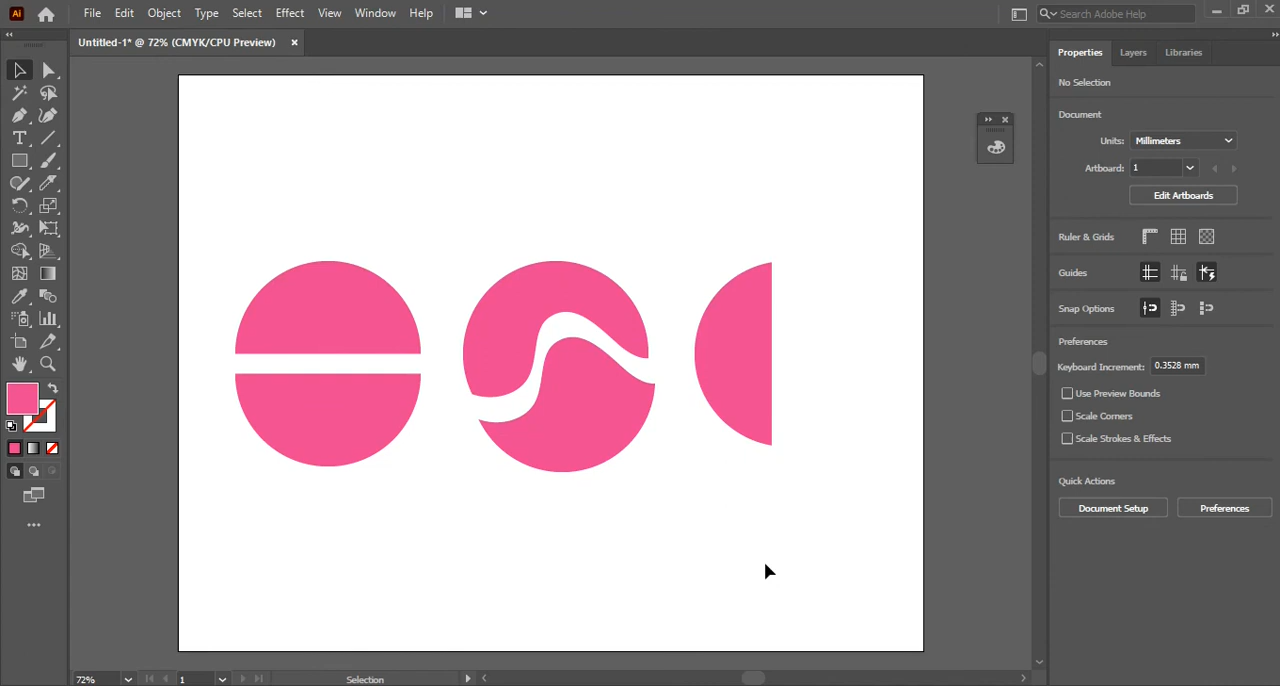 Ai File Edit Object Type Select Effect View Window Help Search Adobe Help
Untitled-1* @ 72% (CMYK/CPU Preview) ×
Properties Layers Libraries
No Selection
Document
Units: Millimeters
Artboard: 1
Edit Artboards
Ruler & Grids
Guides
Snap Options
Preferences
Keyboard Increment: 0.3528 mm
Use Preview Bounds
Scale Corners
Scale Strokes & Effects
Quick Actions
Document Setup Preferences
72% 1 Selection